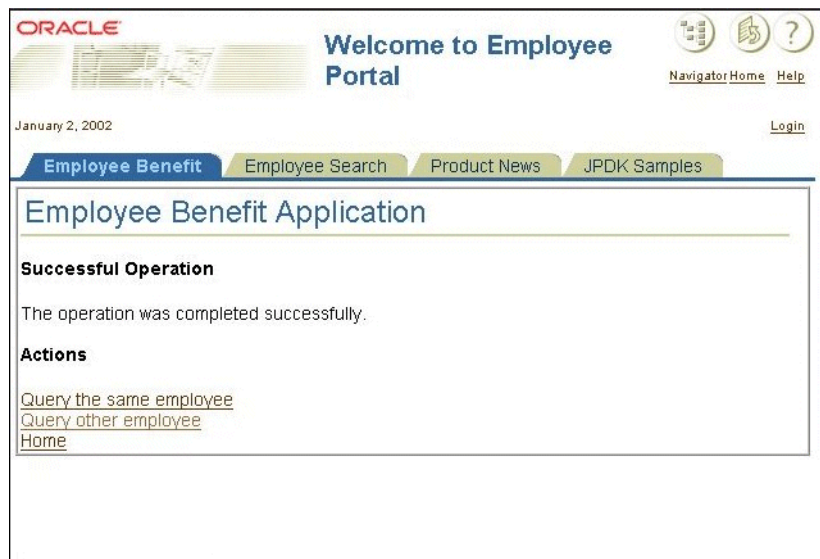 ORACLE
Welcome to Employee
Portal
Navigator Home Help
January 2, 2002
Login
Employee Benefit Employee Search Product News JPDK Samples
Employee Benefit Application
Successful Operation
The operation was completed successfully.
Actions
Query the same employee
Query other employee
Home